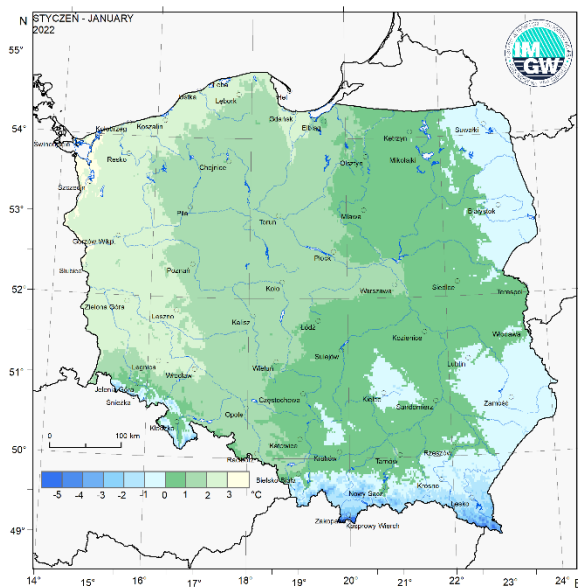 N
STYCZEŃ - JANUARY
2022
IM
GW
55°
54°
53°
52°
51°
50°
49°
Łeba
Lębork
Hel
Gdańsk
Elbląg
Kołobrzeg
Koszalin
Ustka
Świnoujście
Resko
Szczecin
Chojnice
Olsztyn
Kętrzyn
Mikołajki
Suwałki
Białystok
Piła
Toruń
Mława
Gorzów Wlkp.
Słubice
Poznań
Koło
Płock
Warszawa
Siedlce
Terespol
Zielona Góra
Leszno
Kalisz
Łódź
Kozienice
Włodawa
Legnica
Wrocław
Wieluń
Sulejów
Lublin
Jelenia Góra
Śnieżka
Kłodzko
Opole
Częstochowa
Kielce
Sandomierz
Zamość
Katowice
Racibórz
Kraków
Tarnów
Rzeszów
Bielsko-Biała
Nowy Sącz
Krosno
Lesko
Zakopane
Kasprowy Wierch
0 100 km
-5 -4 -3 -2 -1 0 1 2 3 °C
14° 15° 16° 17° 18° 19° 20° 21° 22° 23° 24° E